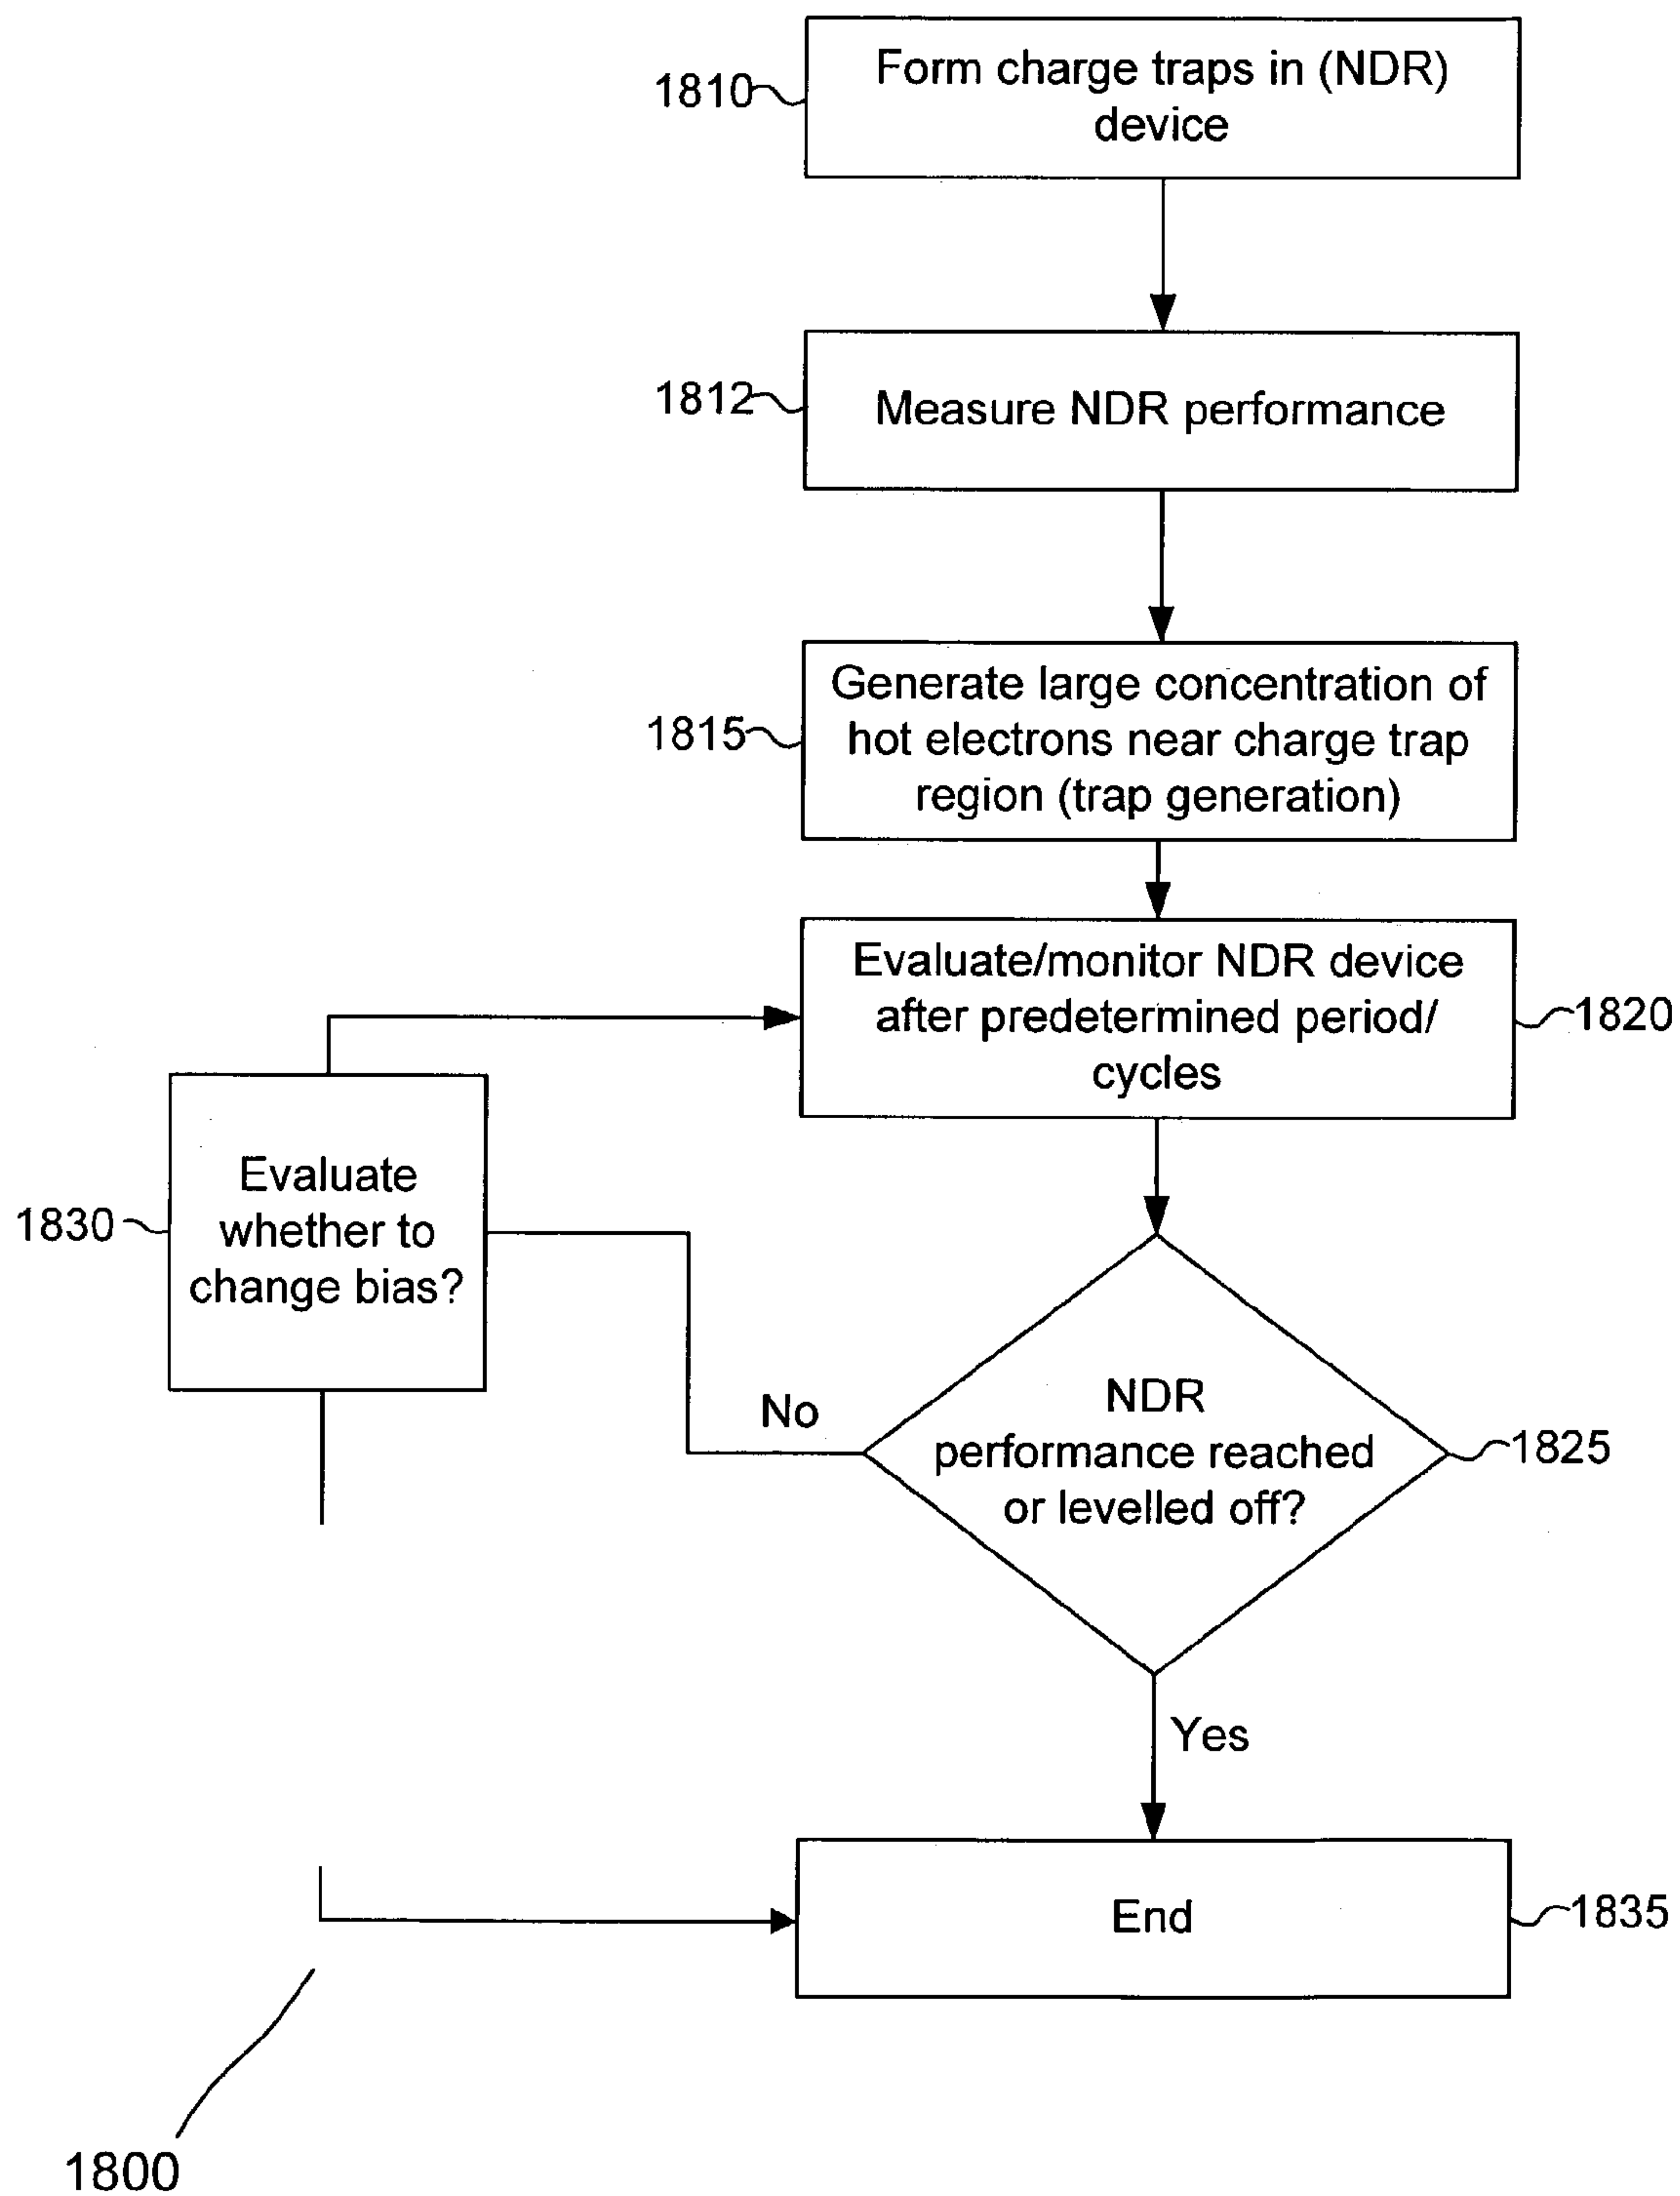 Form charge traps in (NDR)
device
1810
Measure NDR performance
1812
Generate large concentration of
hot electrons near charge trap
region (trap generation)
1815
Evaluate/monitor NDR device
after predetermined period/
cycles
1820
Evaluate
whether to
change bias?
1830
No
NDR
performance reached
or levelled off?
1825
Yes
End
1835
1800